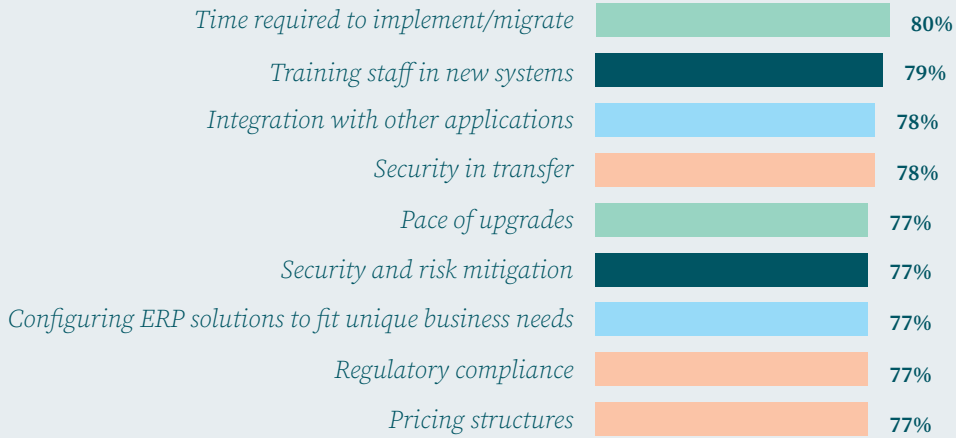 Time required to implement/migrate 80%
Training staff in new systems 79%
Integration with other applications 78%
Security in transfer 78%
Pace of upgrades 77%
Security and risk mitigation 77%
Configuring ERP solutions to fit unique business needs 77%
Regulatory compliance 77%
Pricing structures 77%